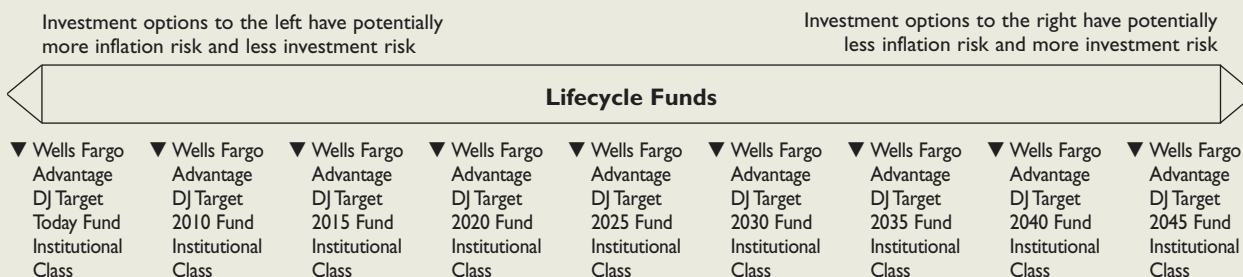 Investment options to the left have potentially
more inflation risk and less investment risk
Investment options to the right have potentially
less inflation risk and more investment risk
Lifecycle Funds
▼ Wells Fargo
Advantage
DJ Target
Today Fund
Institutional
Class
▼ Wells Fargo
Advantage
DJ Target
2010 Fund
Institutional
Class
▼ Wells Fargo
Advantage
DJ Target
2015 Fund
Institutional
Class
▼ Wells Fargo
Advantage
DJ Target
2020 Fund
Institutional
Class
▼ Wells Fargo
Advantage
DJ Target
2025 Fund
Institutional
Class
▼ Wells Fargo
Advantage
DJ Target
2030 Fund
Institutional
Class
▼ Wells Fargo
Advantage
DJ Target
2035 Fund
Institutional
Class
▼ Wells Fargo
Advantage
DJ Target
2040 Fund
Institutional
Class
▼ Wells Fargo
Advantage
DJ Target
2045 Fund
Institutional
Class